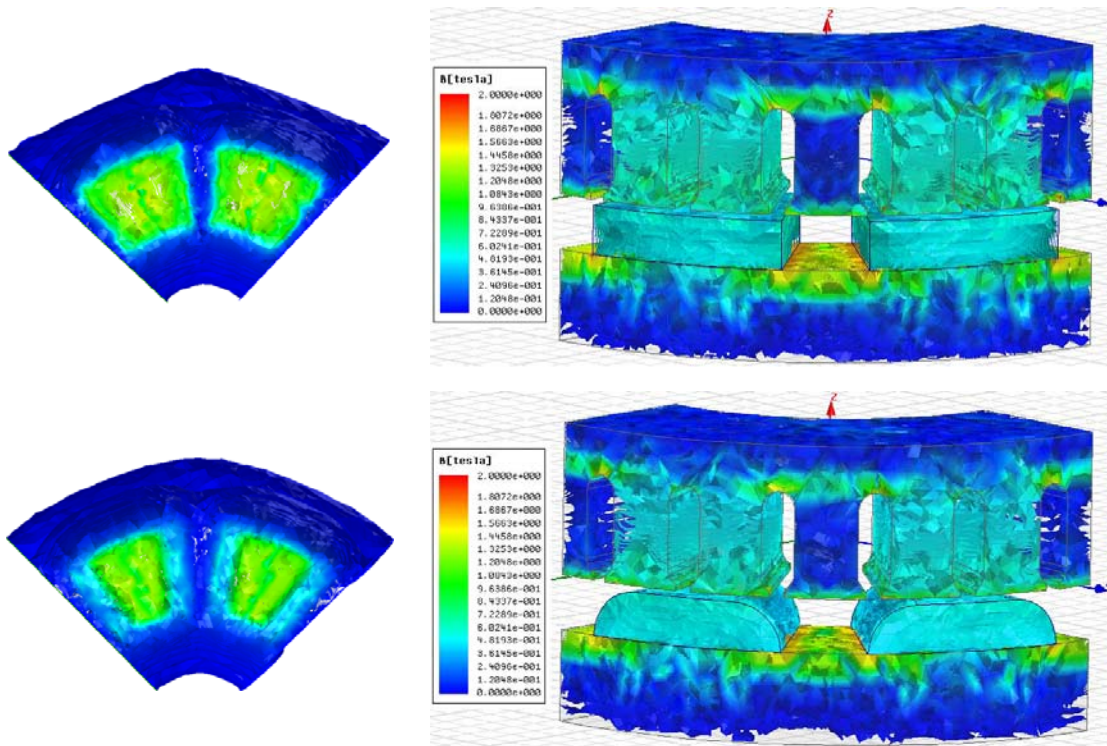 Z
B[tesla]
2.0000e+000
1.8072e+000
1.6867e+000
1.5663e+000
1.4458e+000
1.3253e+000
1.2048e+000
1.0843e+000
9.6386e-001
8.4337e-001
7.2289e-001
6.0241e-001
4.8193e-001
3.6145e-001
2.4096e-001
1.2048e-001
0.0000e+000
Z
B[tesla]
2.0000e+000
1.8072e+000
1.6867e+000
1.5663e+000
1.4458e+000
1.3253e+000
1.2048e+000
1.0843e+000
9.6386e-001
8.4337e-001
7.2289e-001
6.0241e-001
4.8193e-001
3.6145e-001
2.4096e-001
1.2048e-001
0.0000e+000